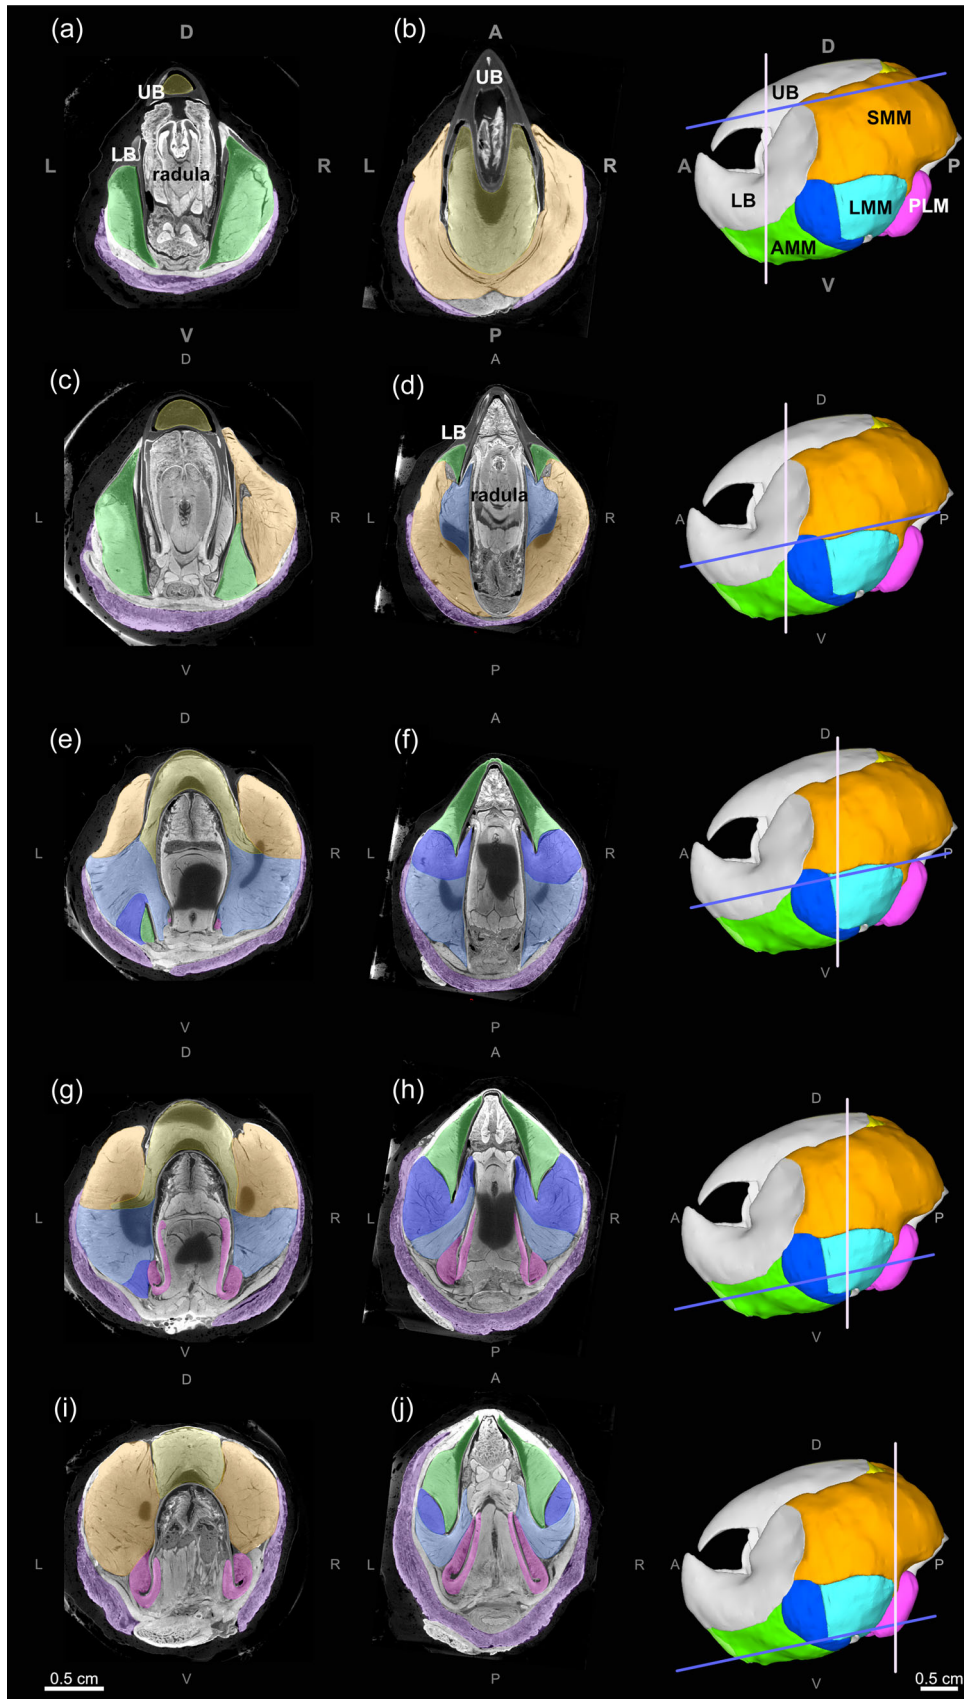 (a)
D
(b)
A
D
UB
UB
UB
SMM
LB
L
radula
R
L
R
A
P
LB
LMM
PLM
AMM
V
V
P
D
A
(c)
(d)
D
LB
radula
L
R
L
R
A
P
V
V
P
D
A
(e)
(f)
D
L
R
L
R
A
P
V
V
P
D
A
(g)
(h)
D
L
R
L
R
A
P
V
V
P
D
A
(i)
(j)
D
L
R
L
R
A
P
V
V
P
0.5 cm
0.5 cm